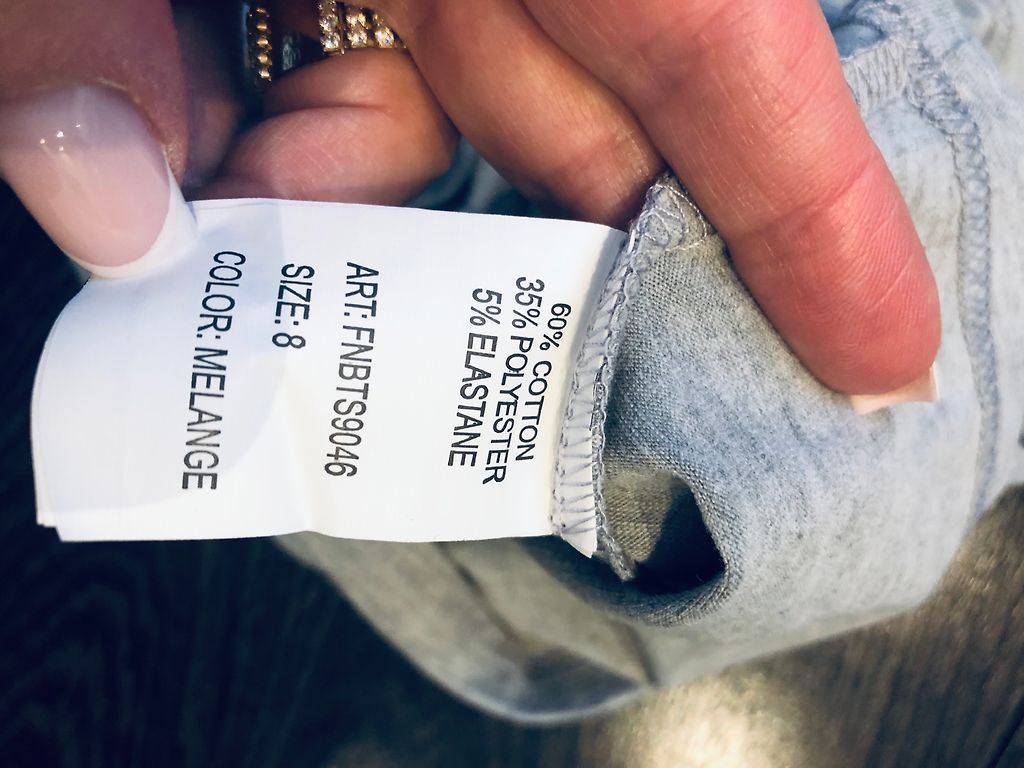 60% COTTON
35% POLYESTER
5% ELASTANE
ART: FNBTS9046
SIZE: 8
COLOR: MELANGE